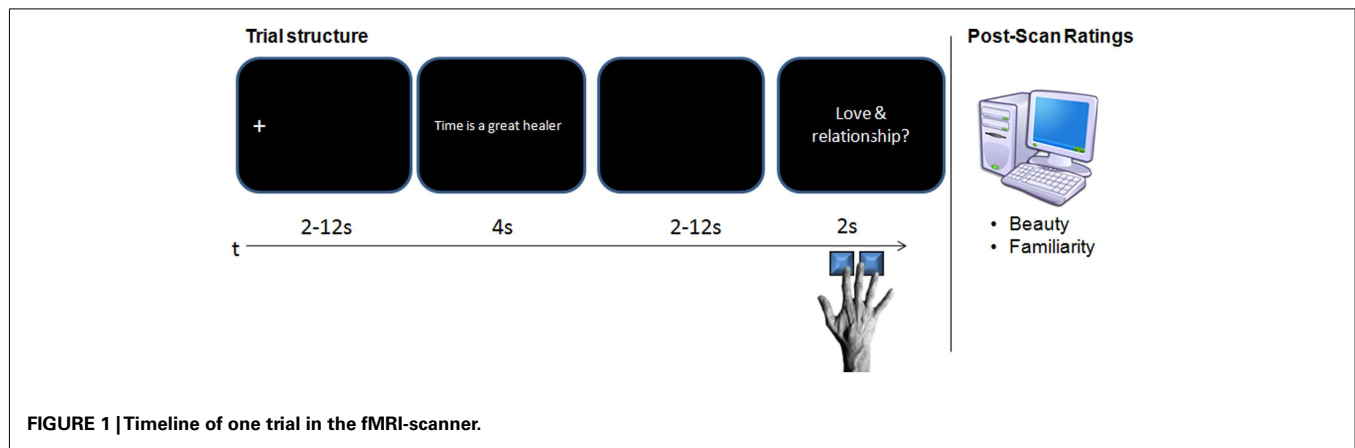 Trial structure
Post-Scan Ratings
+
Time is a great healer
Love &
relationship?
2-12s
4s
2-12s
2s
t
• Beauty
• Familiarity
FIGURE 1 | Timeline of one trial in the fMRI-scanner.